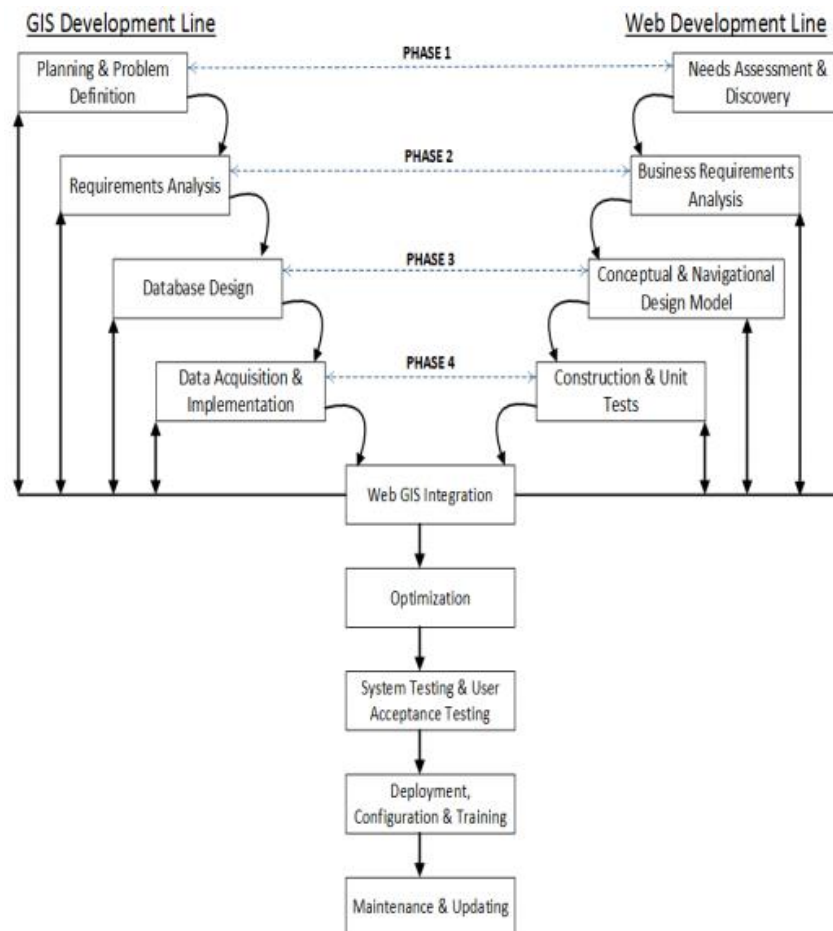 GIS Development Line
Web Development Line
PHASE 1
Planning & Problem
Definition
Needs Assessment &
Discovery
PHASE 2
Requirements Analysis
Business Requirements
Analysis
PHASE 3
Database Design
Conceptual & Navigational
Design Model
PHASE 4
Data Acquisition &
Implementation
Construction & Unit
Tests
Web GIS Integration
Optimization
System Testing & User
Acceptance Testing
Deployment,
Configuration & Training
Maintenance & Updating